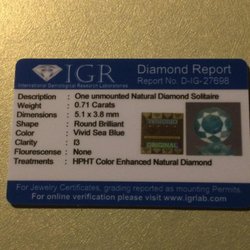 IGR
International Gemological Research Laboratories
Diamond Report
Report No. D-IG-27698
Description : One unmounted Natural Diamond Solitaire
Weight : 0.71 Carats
Dimensions : 5.1 x 3.8 mm
Shape : Round Brilliant
Color : Vivid Sea Blue
Clarity : I3
Flourescense : None
Treatments : HPHT Color Enhanced Natural Diamond
ORIGINAL
For Jewelry Certificates, grading reported as mounting Permits.
For online verification please visit www.igrlab.com